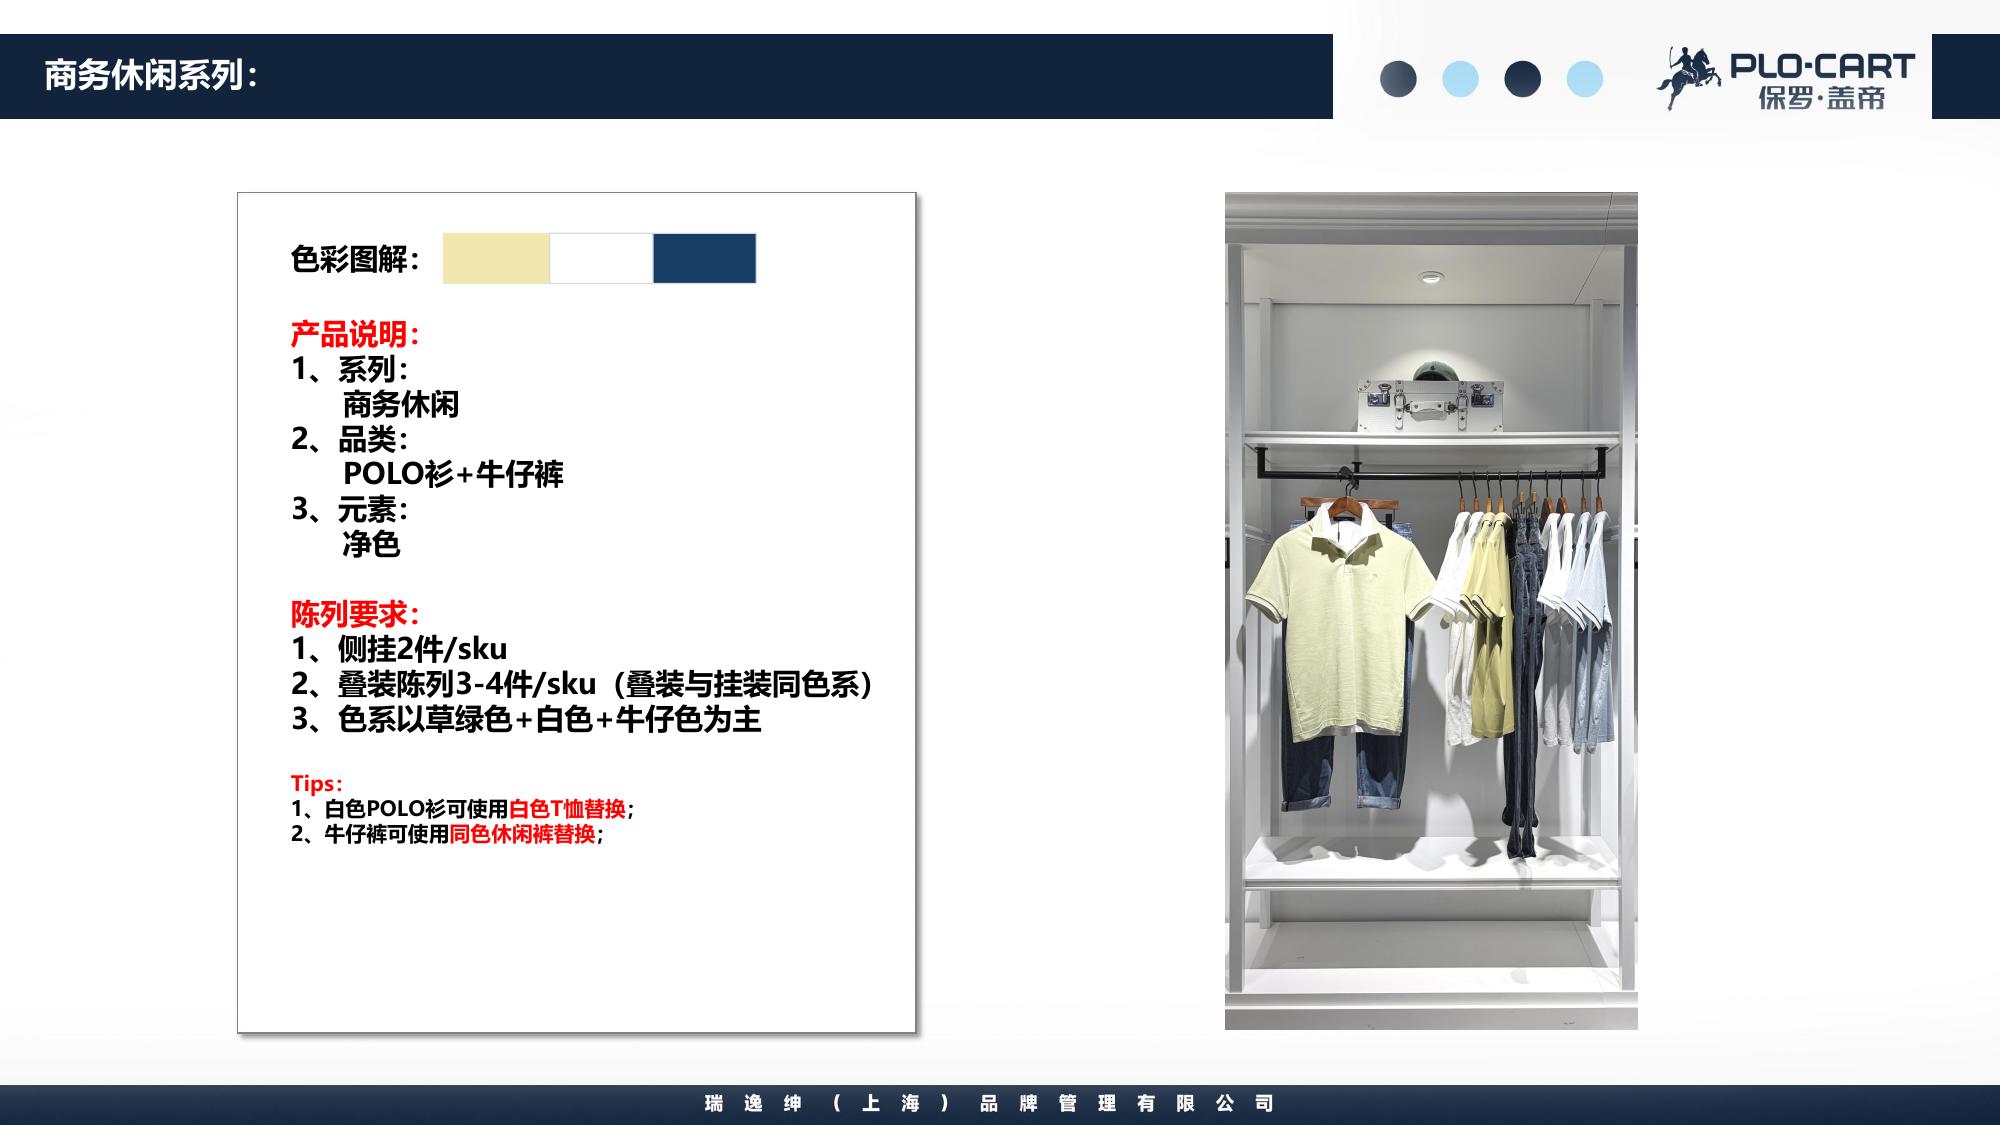 商务休闲系列：
PLO·CART
保罗·盖帝
色彩图解：
产品说明：
1、系列：
商务休闲
2、品类：
POLO衫+牛仔裤
3、元素：
净色
陈列要求：
1、侧挂2件/sku
2、叠装陈列3-4件/sku（叠装与挂装同色系）
3、色系以草绿色+白色+牛仔色为主
Tips：
1、白色POLO衫可使用白色T恤替换；
2、牛仔裤可使用同色休闲裤替换；
瑞逸绅（上海）品牌管理有限公司